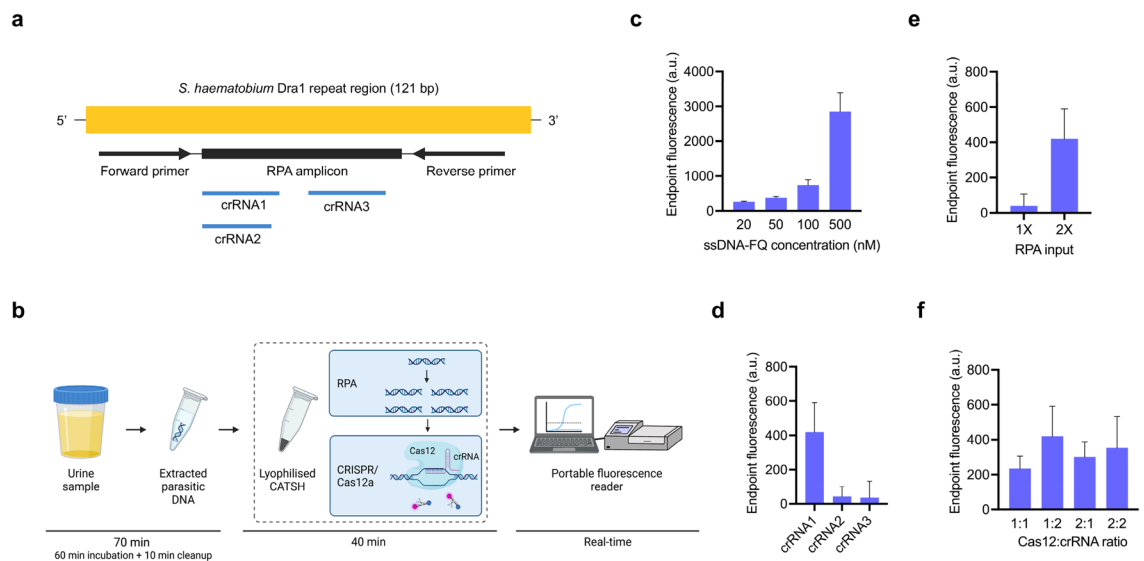 a
S. haematobium Dra1 repeat region (121 bp)
5’
3’
Forward primer
RPA amplicon
Reverse primer
crRNA1
crRNA3
crRNA2
b
Urine
sample
Extracted
parasitic
DNA
Lyophilised
CATSH
RPA
CRISPR/
Cas12a
Cas12
crRNA
Portable fluorescence
reader
70 min
60 min incubation + 10 min cleanup
40 min
Real-time
c
Endpoint fluorescence (a.u.)
4000
3000
2000
1000
0
20 50 100 500
ssDNA-FQ concentration (nM)
d
Endpoint fluorescence (a.u.)
800
600
400
200
0
crRNA1 crRNA2 crRNA3
e
Endpoint fluorescence (a.u.)
800
600
400
200
0
1X 2X
RPA input
f
Endpoint fluorescence (a.u.)
800
600
400
200
0
1:1 1:2 2:1 2:2
Cas12:crRNA ratio